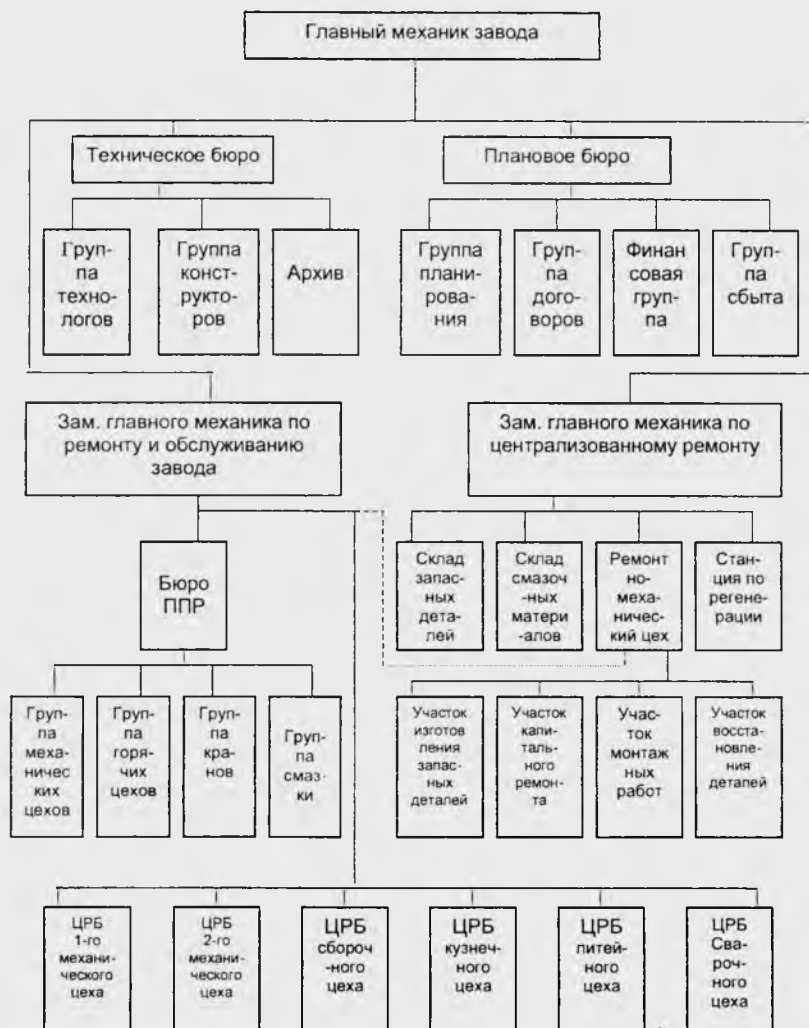 Главный механик завода
Техническое бюро
Плановое бюро
Груп-
па
техно-
логов
Группа
конст-
рукто-
ров
Архив
Группа
плани-
рова-
ния
Груп-
па
дого-
воров
Финан
совая
груп-
па
Груп-
па
сбыта
Зам. главного механика по
ремонту и обслуживанию
завода
Зам. главного механика по
централизованному ремонту
Бюро
ППР
Склад
запас-
ных
дета-
лей
Склад
смазоч
-ных
матери
-алов
Ремонт
но-
меха-
ничес-
кий цех
Стан-
ция по
регене-
рации
Груп-
па
меха-
ничес
ких
цехов
Груп-
па
горя-
чих
цехов
Груп-
па
кра-
нов
Груп-
па
смаз-
ки
Участок
изготов
ления
запас-
ных
деталей
Участок
капи-
таль-
ного
ремон-
та
Учас-
ток
монтаж
ных
работ
Участок
восста-
новле-
ния
деталей
ЦРБ
1-го
механи-
ческого
цеха
ЦРБ
2-го
механи-
ческого
цеха
ЦРБ
сбороч
-ного
цеха
ЦРБ
кузнеч-
ного
цеха
ЦРБ
литей-
ного
цеха
ЦРБ
Сва-
роч-
ного
цеха